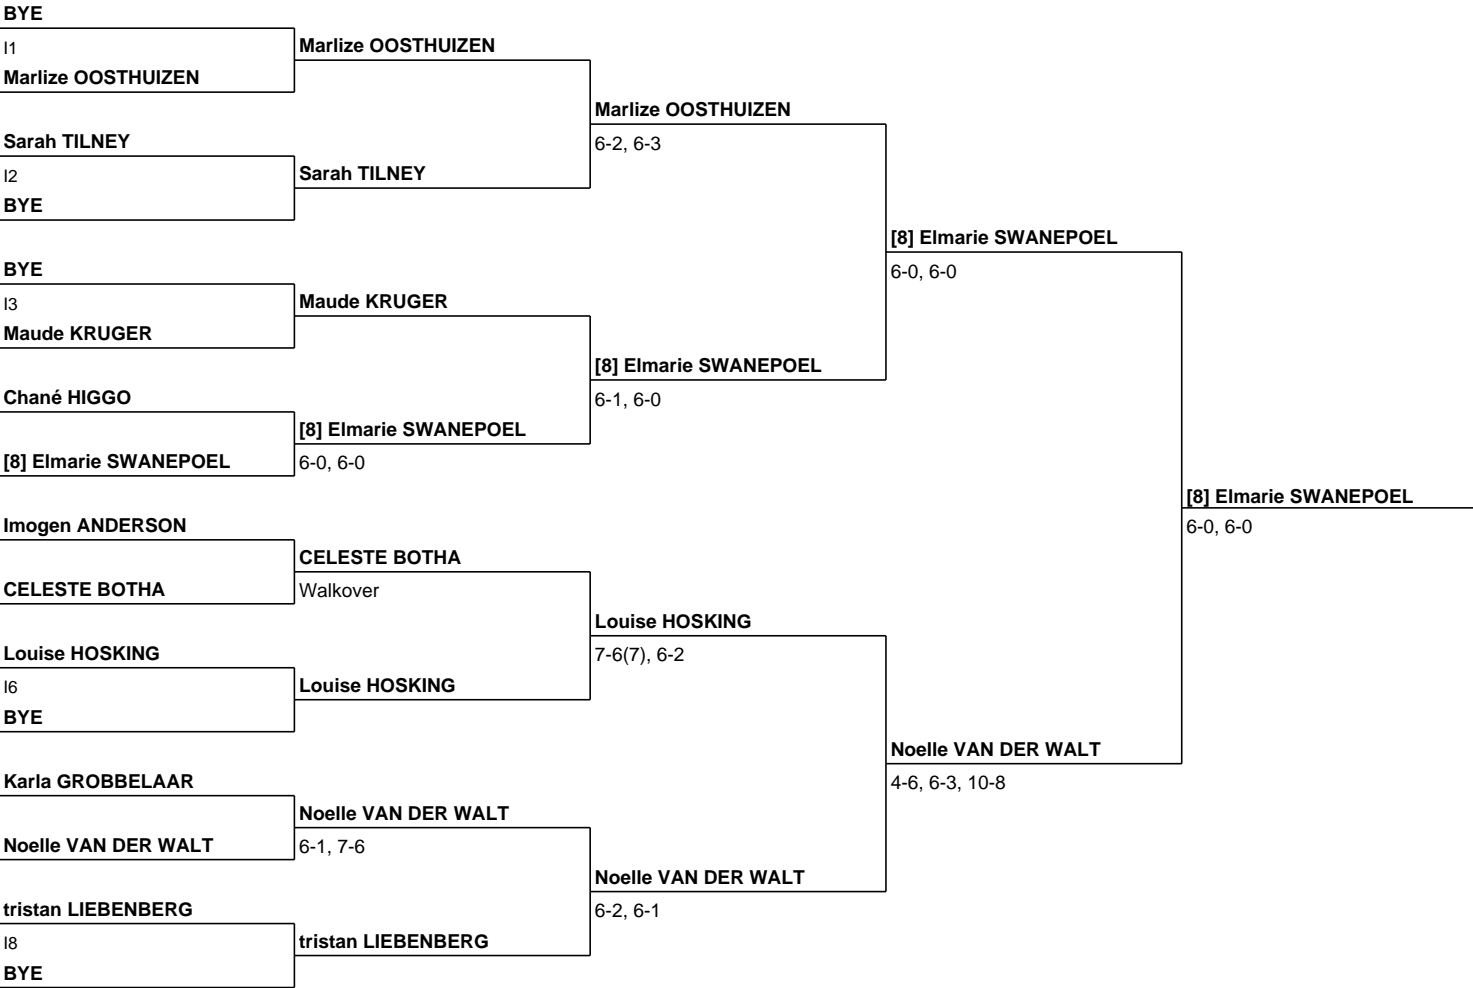 BYE
I1
Marlize OOSTHUIZEN
Marlize OOSTHUIZEN
Sarah TILNEY
I2
BYE
Sarah TILNEY
Marlize OOSTHUIZEN
6-2, 6-3
BYE
I3
Maude KRUGER
Maude KRUGER
Chané HIGGO
[8] Elmarie SWANEPOEL
[8] Elmarie SWANEPOEL
6-0, 6-0
[8] Elmarie SWANEPOEL
6-1, 6-0
[8] Elmarie SWANEPOEL
6-0, 6-0
Imogen ANDERSON
CELESTE BOTHA
CELESTE BOTHA
Walkover
Louise HOSKING
I6
BYE
Louise HOSKING
Louise HOSKING
7-6(7), 6-2
Karla GROBBELAAR
Noelle VAN DER WALT
Noelle VAN DER WALT
6-1, 7-6
tristan LIEBENBERG
I8
BYE
tristan LIEBENBERG
Noelle VAN DER WALT
6-2, 6-1
Noelle VAN DER WALT
4-6, 6-3, 10-8
[8] Elmarie SWANEPOEL
6-0, 6-0